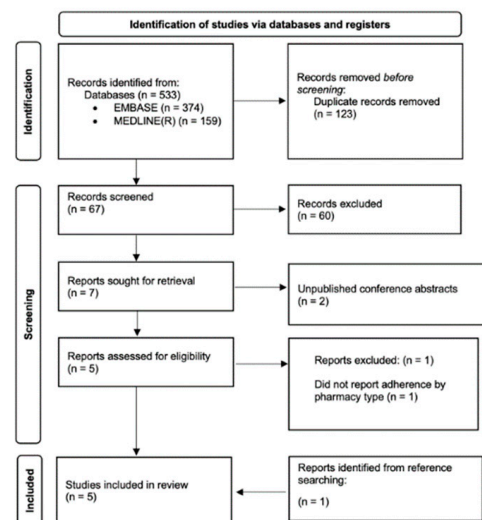 Identification of studies via databases and registers
Identification
Records identified from:
Databases (n = 533)
• EMBASE (n = 374)
• MEDLINE(R) (n = 159)
Records removed before
screening:
Duplicate records removed
(n = 123)
Screening
Records screened
(n = 67)
Records excluded
(n = 60)
Reports sought for retrieval
(n = 7)
Unpublished conference abstracts
(n = 2)
Reports assessed for eligibility
(n = 5)
Reports excluded: (n = 1)
Did not report adherence by
pharmacy type (n = 1)
Included
Studies included in review
(n = 5)
Reports identified from reference
searching:
(n = 1)